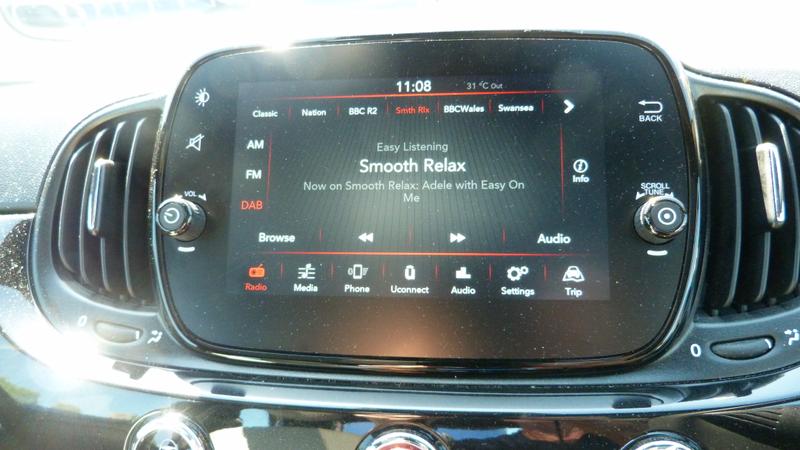 11:08 31 °C Out
Classic Nation BBC R2 Smth Rlx BBCWales Swansea
BACK
AM
FM
DAB
Easy Listening
Smooth Relax
Now on Smooth Relax: Adele with Easy On
Me
Info
VOL
SCROLL
TUNE
Browse Audio
Radio Media Phone Uconnect Audio Settings Trip
0
0